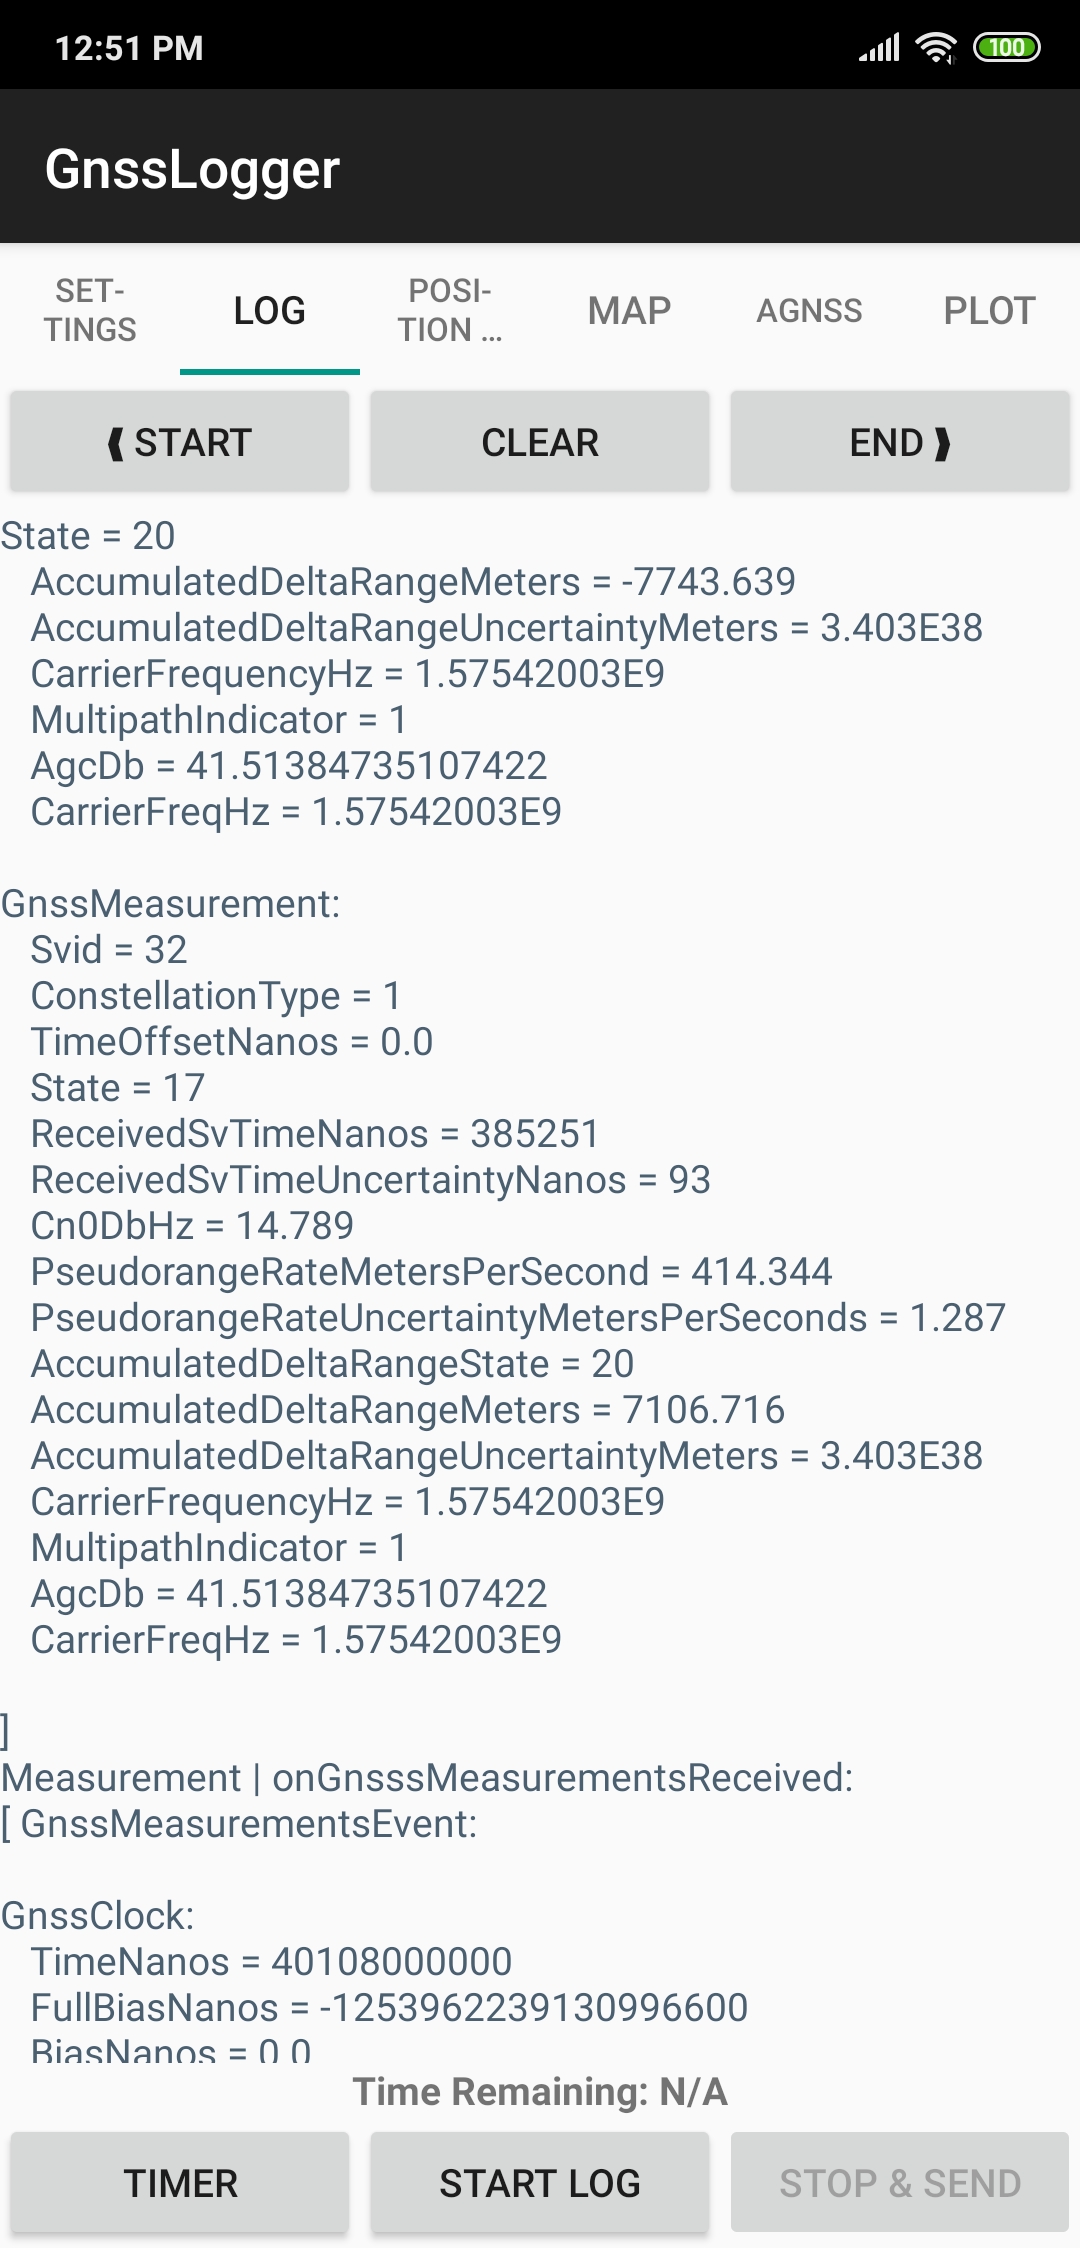 12:51 PM
100
GnssLogger
SET-
TINGS
LOG
POSI-
TION ...
MAP
AGNSS
PLOT
❰ START
CLEAR
END ❱
State = 20
AccumulatedDeltaRangeMeters = -7743.639
AccumulatedDeltaRangeUncertaintyMeters = 3.403E38
CarrierFrequencyHz = 1.57542003E9
MultipathIndicator = 1
AgcDb = 41.51384735107422
CarrierFreqHz = 1.57542003E9
GnssMeasurement:
Svid = 32
ConstellationType = 1
TimeOffsetNanos = 0.0
State = 17
ReceivedSvTimeNanos = 385251
ReceivedSvTimeUncertaintyNanos = 93
Cn0DbHz = 14.789
PseudorangeRateMetersPerSecond = 414.344
PseudorangeRateUncertaintyMetersPerSeconds = 1.287
AccumulatedDeltaRangeState = 20
AccumulatedDeltaRangeMeters = 7106.716
AccumulatedDeltaRangeUncertaintyMeters = 3.403E38
CarrierFrequencyHz = 1.57542003E9
MultipathIndicator = 1
AgcDb = 41.51384735107422
CarrierFreqHz = 1.57542003E9
]
Measurement | onGnsssMeasurementsReceived:
[ GnssMeasurementsEvent:
GnssClock:
TimeNanos = 40108000000
FullBiasNanos = -1253962239130996600
BiasNanos = 0.0
Time Remaining: N/A
TIMER
START LOG
STOP & SEND